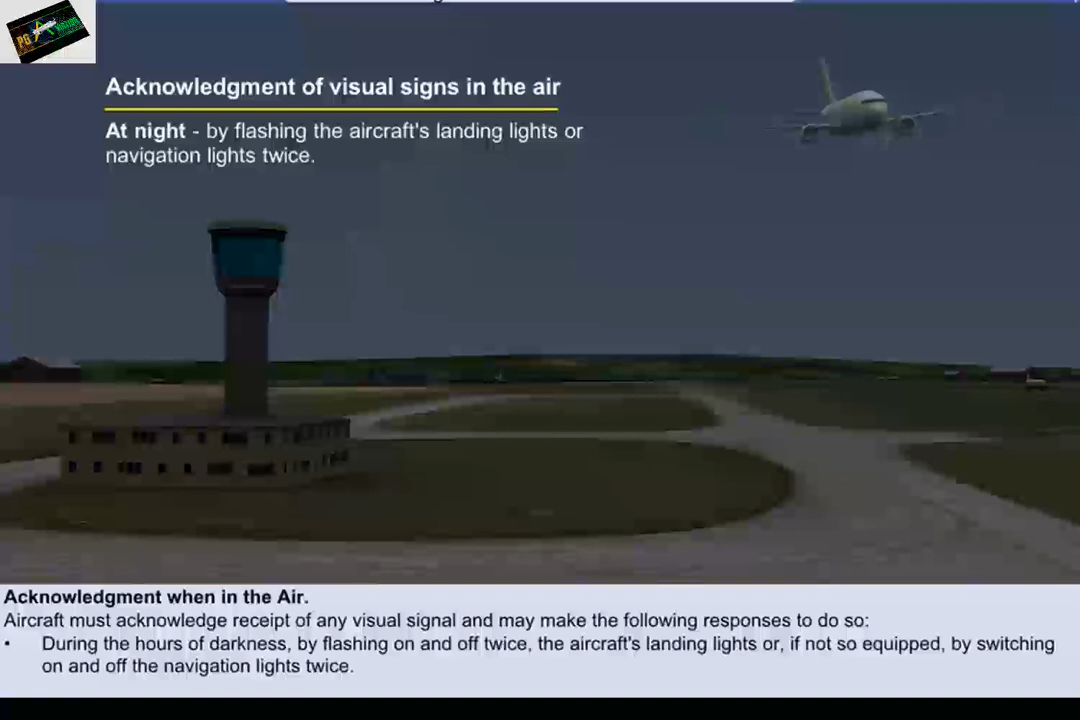 Acknowledgment of visual signs in the air
At night - by flashing the aircraft's landing lights or
navigation lights twice.
Acknowledgment when in the Air.
Aircraft must acknowledge receipt of any visual signal and may make the following responses to do so:
• During the hours of darkness, by flashing on and off twice, the aircraft's landing lights or, if not so equipped, by switching
on and off the navigation lights twice.